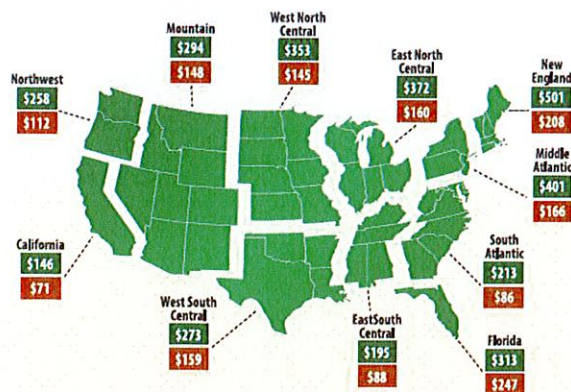 Mountain
$294
$148
West North
Central
$353
$145
East North
Central
$372
$160
New
England
$501
$208
Northwest
$258
$112
Middle
Atlantic
$401
$166
California
$146
$71
South
Atlantic
$213
$86
West South
Central
$273
$159
EastSouth
Central
$195
$88
Florida
$313
$247